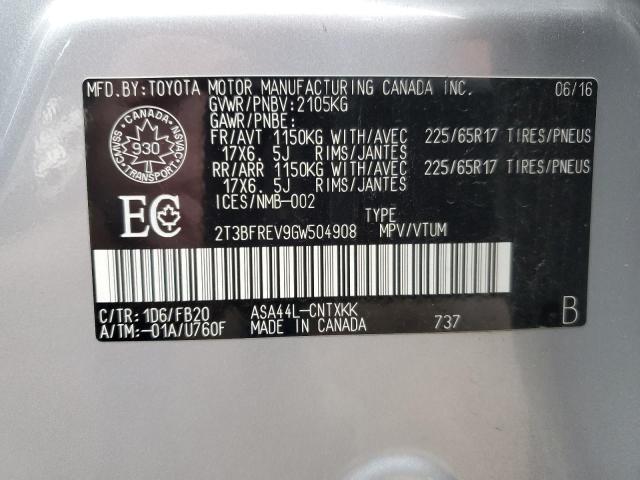 MFD.BY:TOYOTA MOTOR MANUFACTURING CANADA INC. 06/16
GVWR/PNBV:2105KG
GAWR/PNBE:
FR/AVT 1150KG WITH/AVEC 225/65R17 TIRES/PNEUS
17X6.5J RIMS/JANTES
RR/ARR 1150KG WITH/AVEC 225/65R17 TIRES/PNEUS
17X6.5J RIMS/JANTES
ICES/NMB-002
CANADA
CMVSS NSVAC
930
TRANSPORT
EC
TYPE
2T3BFREV9GW504908 MPV/VTUM
C/TR:1D6/FB20 ASA44L-CNTXKK
A/TM:-01A/U760F MADE IN CANADA 737 B